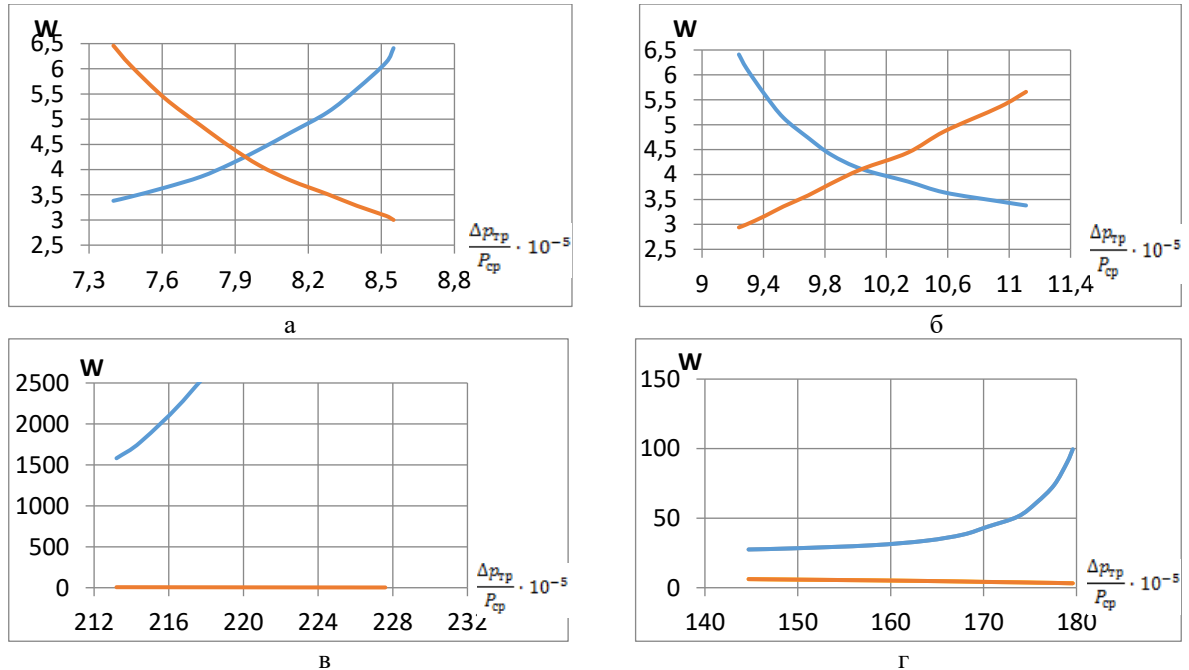 W
6,5
6
5,5
5
4,5
4
3,5
3
2,5
7,3 7,6 7,9 8,2 8,5 8,8
Δpтр/Pср · 10⁻⁵
а
W
6,5
6
5,5
5
4,5
4
3,5
3
2,5
9 9,4 9,8 10,2 10,6 11 11,4
Δpтр/Pср · 10⁻⁵
б
W
2500
2000
1500
1000
500
0
212 216 220 224 228 232
Δpтр/Pср · 10⁻⁵
в
W
150
100
50
0
140 150 160 170 180
Δpтр/Pср · 10⁻⁵
г